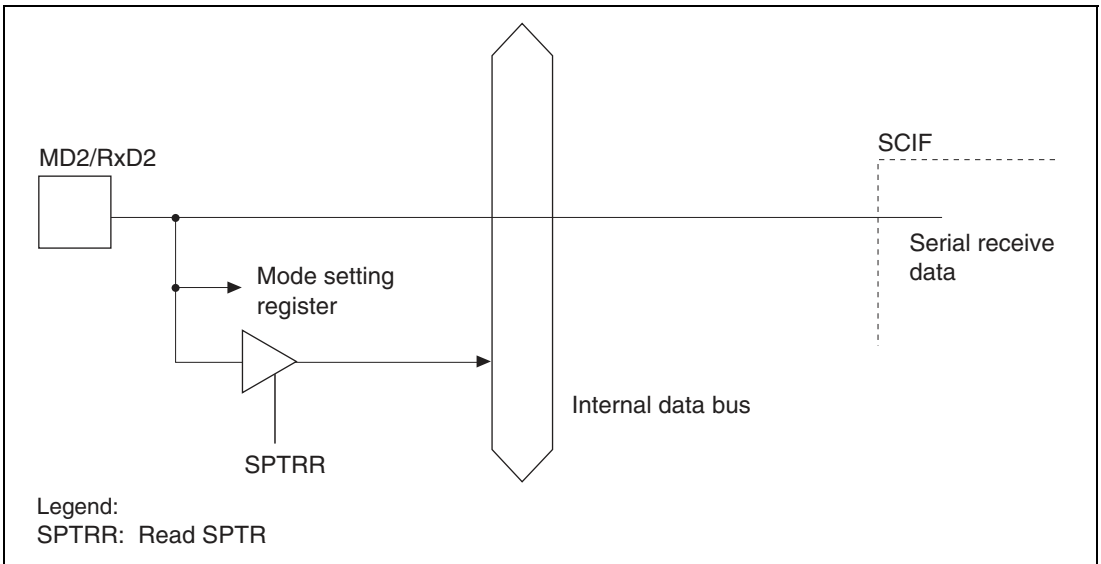 MD2/RxD2
SCIF
Serial receive
data
Mode setting
register
Internal data bus
SPTRR
Legend:
SPTRR: Read SPTR